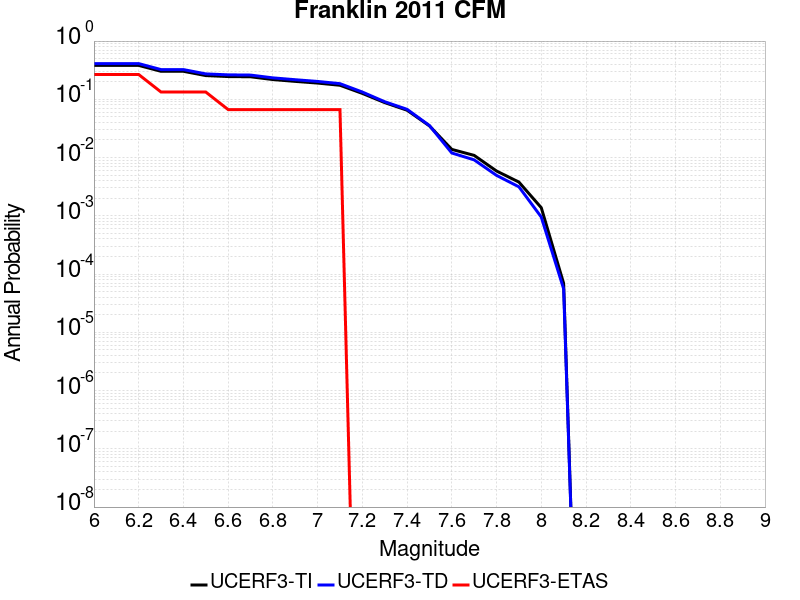 Franklin 2011 CFM
Annual Probability
10^0
10^-1
10^-2
10^-3
10^-4
10^-5
10^-6
10^-7
10^-8
6 6.2 6.4 6.6 6.8 7 7.2 7.4 7.6 7.8 8 8.2 8.4 8.6 8.8 9
Magnitude
UCERF3-TI UCERF3-TD UCERF3-ETAS